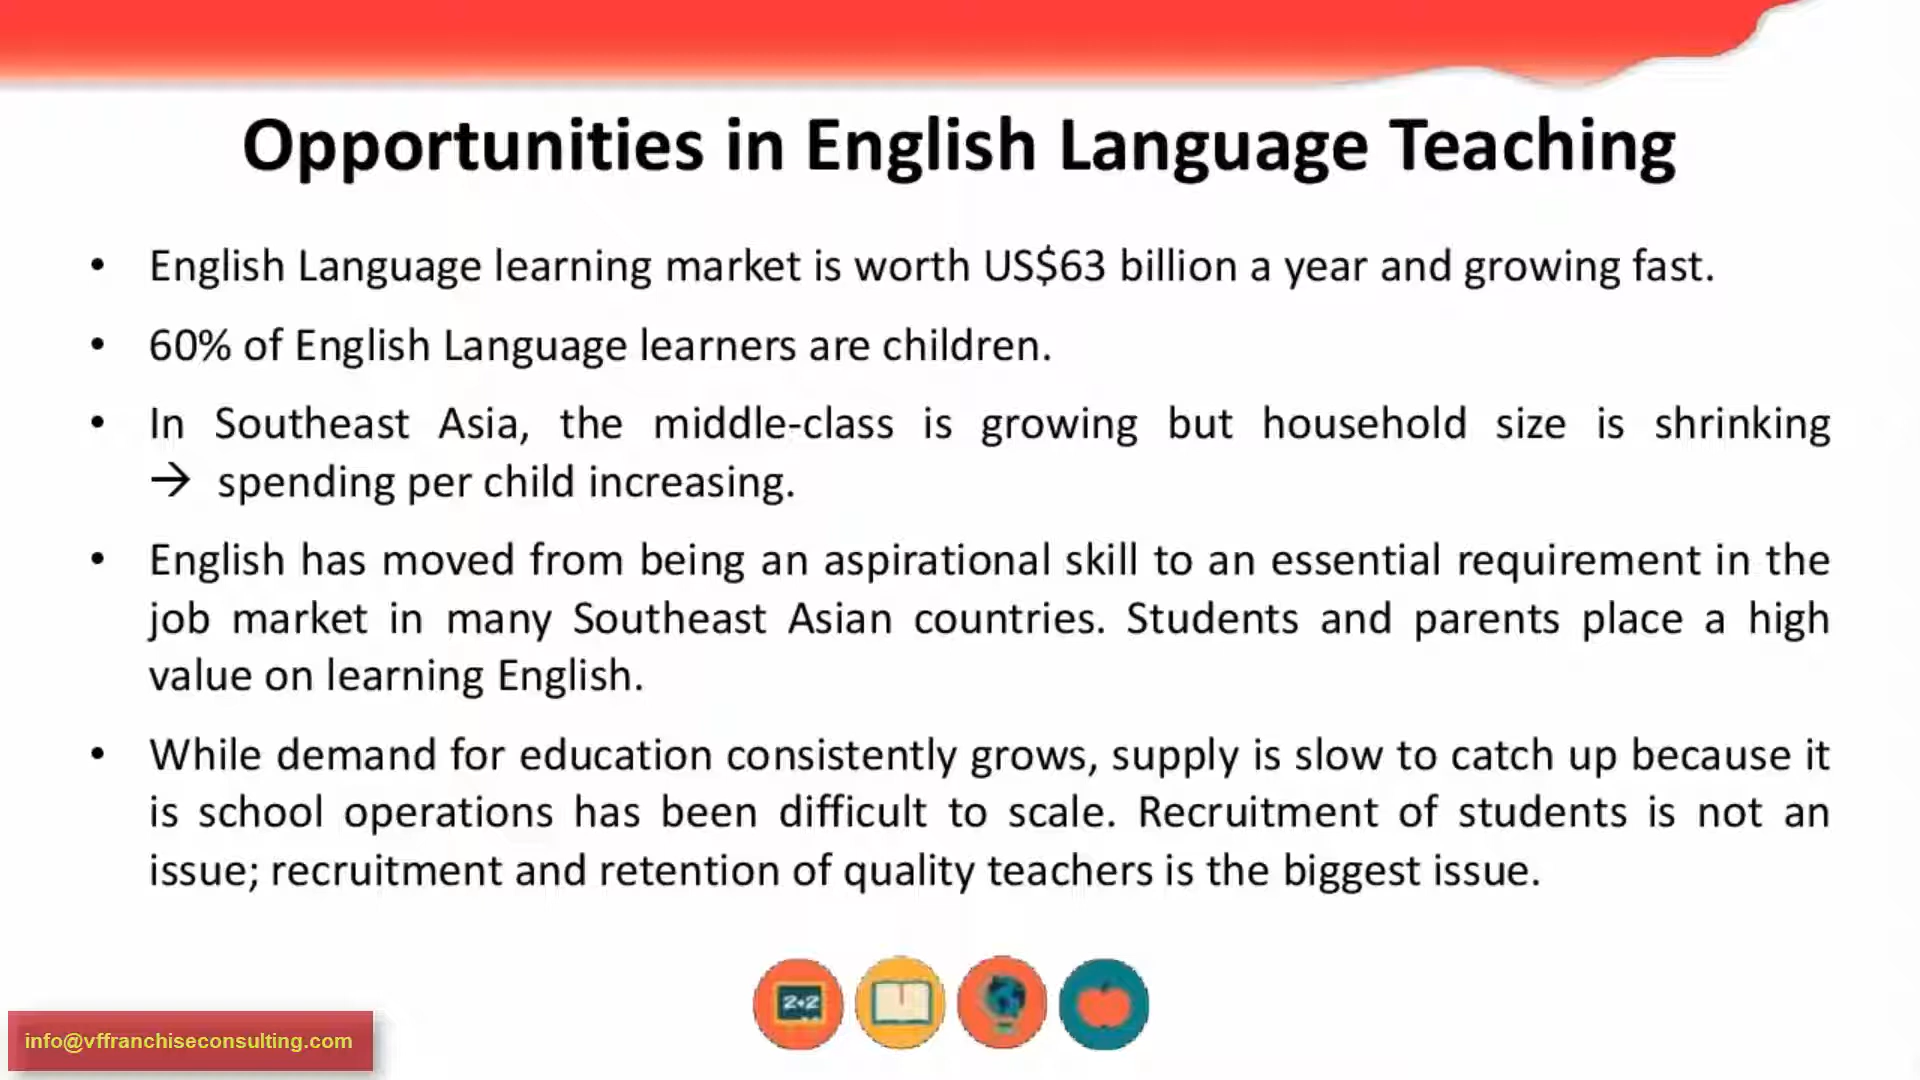 Opportunities in English Language Teaching
• English Language learning market is worth US$63 billion a year and growing fast.
• 60% of English Language learners are children.
• In Southeast Asia, the middle-class is growing but household size is shrinking
→ spending per child increasing.
• English has moved from being an aspirational skill to an essential requirement in the
job market in many Southeast Asian countries. Students and parents place a high
value on learning English.
• While demand for education consistently grows, supply is slow to catch up because it
is school operations has been difficult to scale. Recruitment of students is not an
issue; recruitment and retention of quality teachers is the biggest issue.
2+2
info@vffranchiseconsulting.com